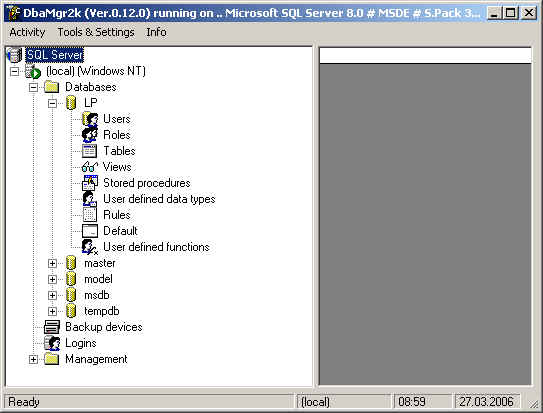 DbaMgr2k (Ver.0.12.0) running on .. Microsoft SQL Server 8.0 # MSDE # S.Pack 3...
Activity Tools & Settings Info
SQL Server
(local) (Windows NT)
Databases
LP
Users
Roles
Tables
Views
Stored procedures
User defined data types
Rules
Default
User defined functions
master
model
msdb
tempdb
Backup devices
Logins
Management
Ready (local) 08:59 27.03.2006